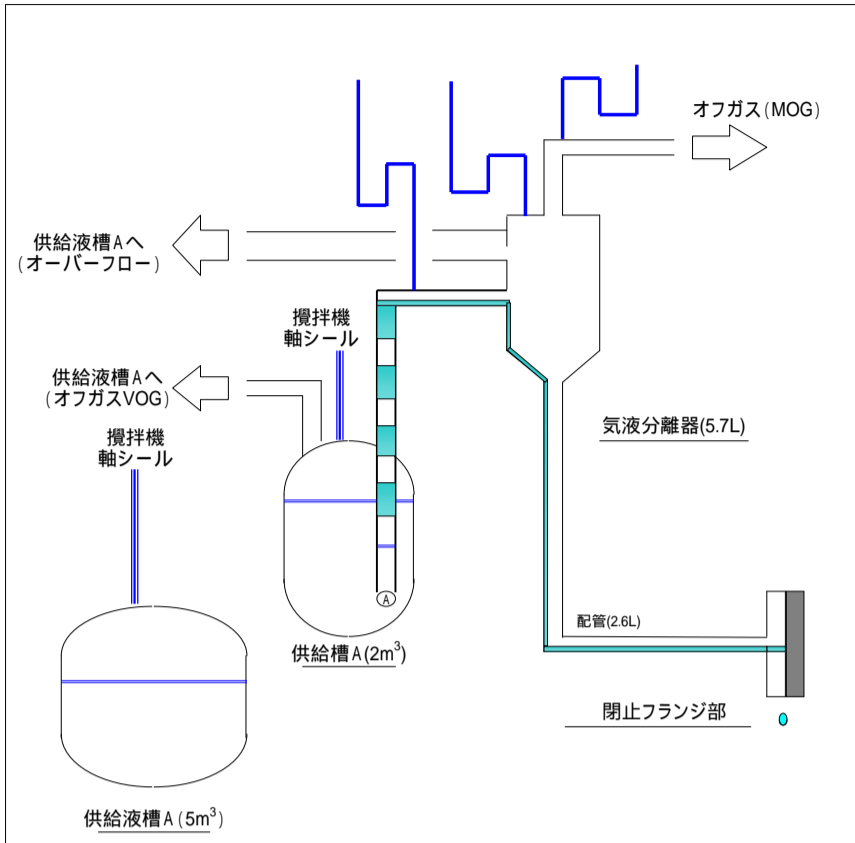 オフガス(MOG)
供給液槽Aへ
(オーバーフロー)
攪拌機
軸シール
供給液槽Aへ
(オフガスVOG)
攪拌機
軸シール
気液分離器(5.7L)
A
配管(2.6L)
供給槽A(2m³)
閉止フランジ部
供給液槽A(5m³)